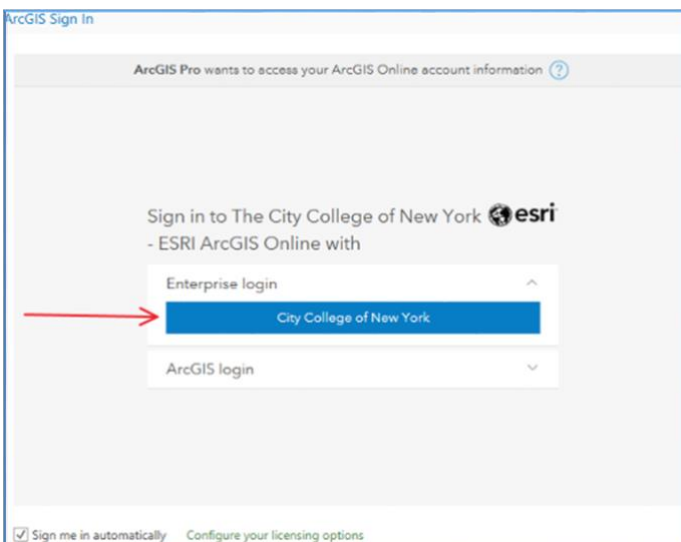 ArcGIS Sign In
ArcGIS Pro wants to access your ArcGIS Online account information ?
Sign in to The City College of New York esri
- ESRI ArcGIS Online with
Enterprise login
City College of New York
ArcGIS login
Sign me in automatically Configure your licensing options